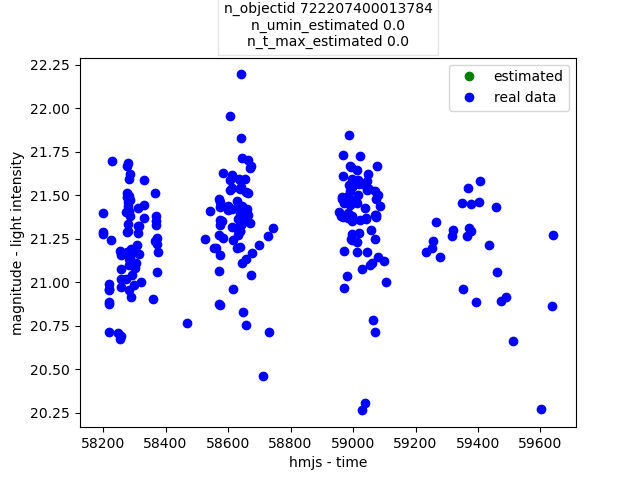 n_objectid 722207400013784
n_umin_estimated 0.0
n_t_max_estimated 0.0
estimated
real data
magnitude - light intensity
22.25
22.00
21.75
21.50
21.25
21.00
20.75
20.50
20.25
58200 58400 58600 58800 59000 59200 59400 59600
hmjs - time